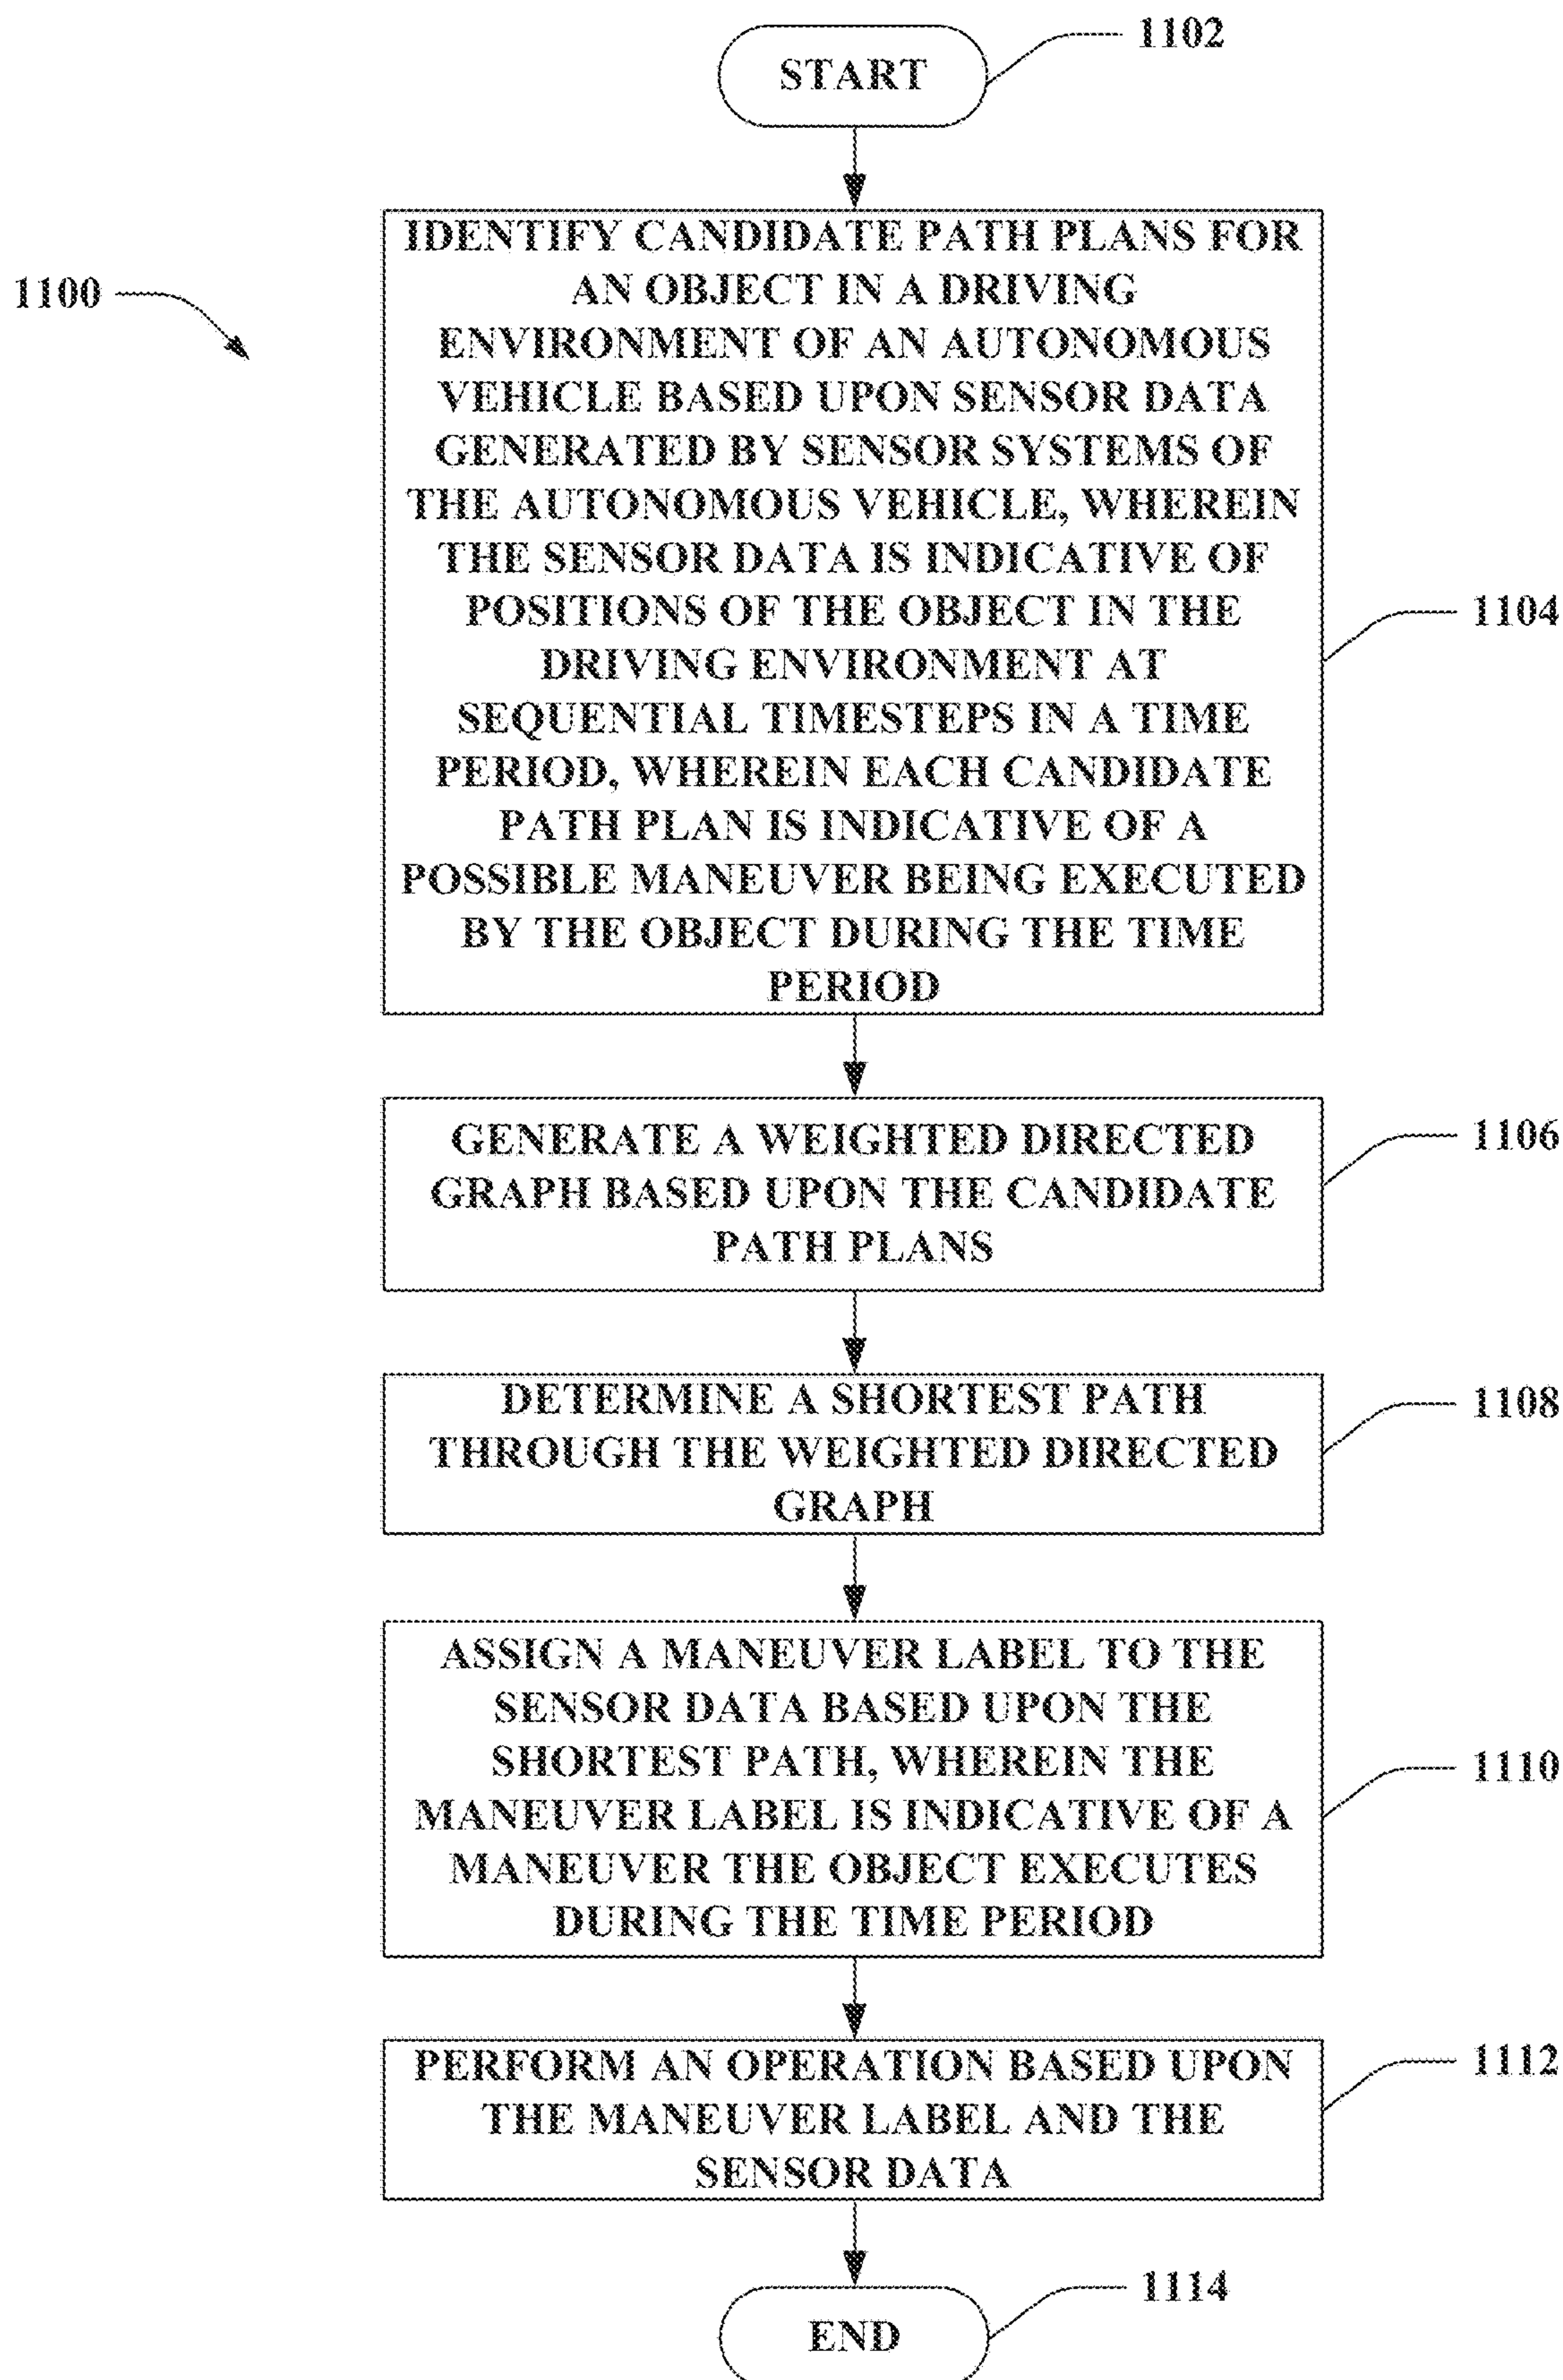 1102
START
1100
IDENTIFY CANDIDATE PATH PLANS FOR
AN OBJECT IN A DRIVING
ENVIRONMENT OF AN AUTONOMOUS
VEHICLE BASED UPON SENSOR DATA
GENERATED BY SENSOR SYSTEMS OF
THE AUTONOMOUS VEHICLE, WHEREIN
THE SENSOR DATA IS INDICATIVE OF
POSITIONS OF THE OBJECT IN THE
DRIVING ENVIRONMENT AT
SEQUENTIAL TIMESTEPS IN A TIME
PERIOD, WHEREIN EACH CANDIDATE
PATH PLAN IS INDICATIVE OF A
POSSIBLE MANEUVER BEING EXECUTED
BY THE OBJECT DURING THE TIME
PERIOD
1104
GENERATE A WEIGHTED DIRECTED
GRAPH BASED UPON THE CANDIDATE
PATH PLANS
1106
DETERMINE A SHORTEST PATH
THROUGH THE WEIGHTED DIRECTED
GRAPH
1108
ASSIGN A MANEUVER LABEL TO THE
SENSOR DATA BASED UPON THE
SHORTEST PATH, WHEREIN THE
MANEUVER LABEL IS INDICATIVE OF A
MANEUVER THE OBJECT EXECUTES
DURING THE TIME PERIOD
1110
PERFORM AN OPERATION BASED UPON
THE MANEUVER LABEL AND THE
SENSOR DATA
1112
1114
END